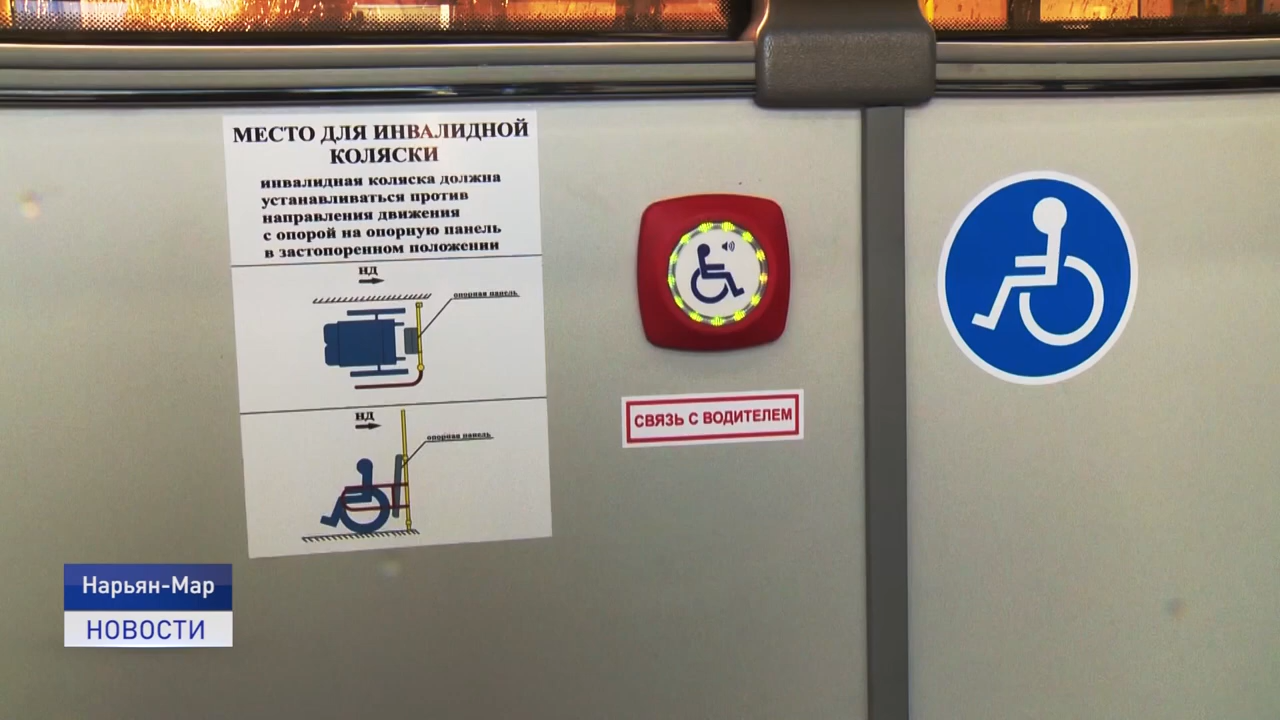 МЕСТО ДЛЯ ИНВАЛИДНОЙ
КОЛЯСКИ
инвалидная коляска должна
устанавливаться против
направления движения
с опорой на опорную панель
в застопоренном положении
НД
опорная панель
НД
опорная панель
СВЯЗЬ С ВОДИТЕЛЕМ
Нарьян-Мар
НОВОСТИ